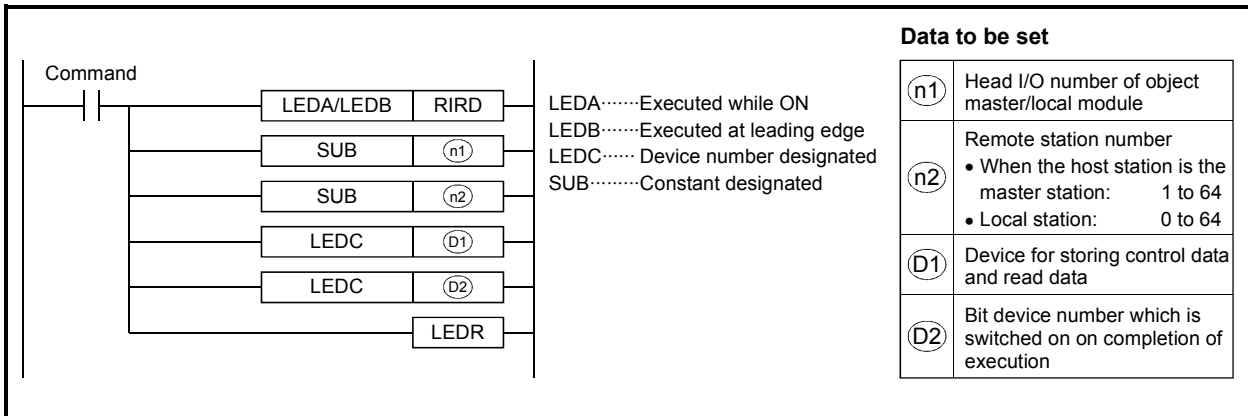 Command
LEDA/LEDB RIRD
SUB n1
SUB n2
LEDC D1
LEDC D2
LEDR
LEDA·······Executed while ON
LEDB·······Executed at leading edge
LEDC······ Device number designated
SUB·········Constant designated
Data to be set
n1 Head I/O number of object
master/local module
n2 Remote station number
• When the host station is the
master station: 1 to 64
• Local station: 0 to 64
D1 Device for storing control data
and read data
D2 Bit device number which is
switched on on completion of
execution